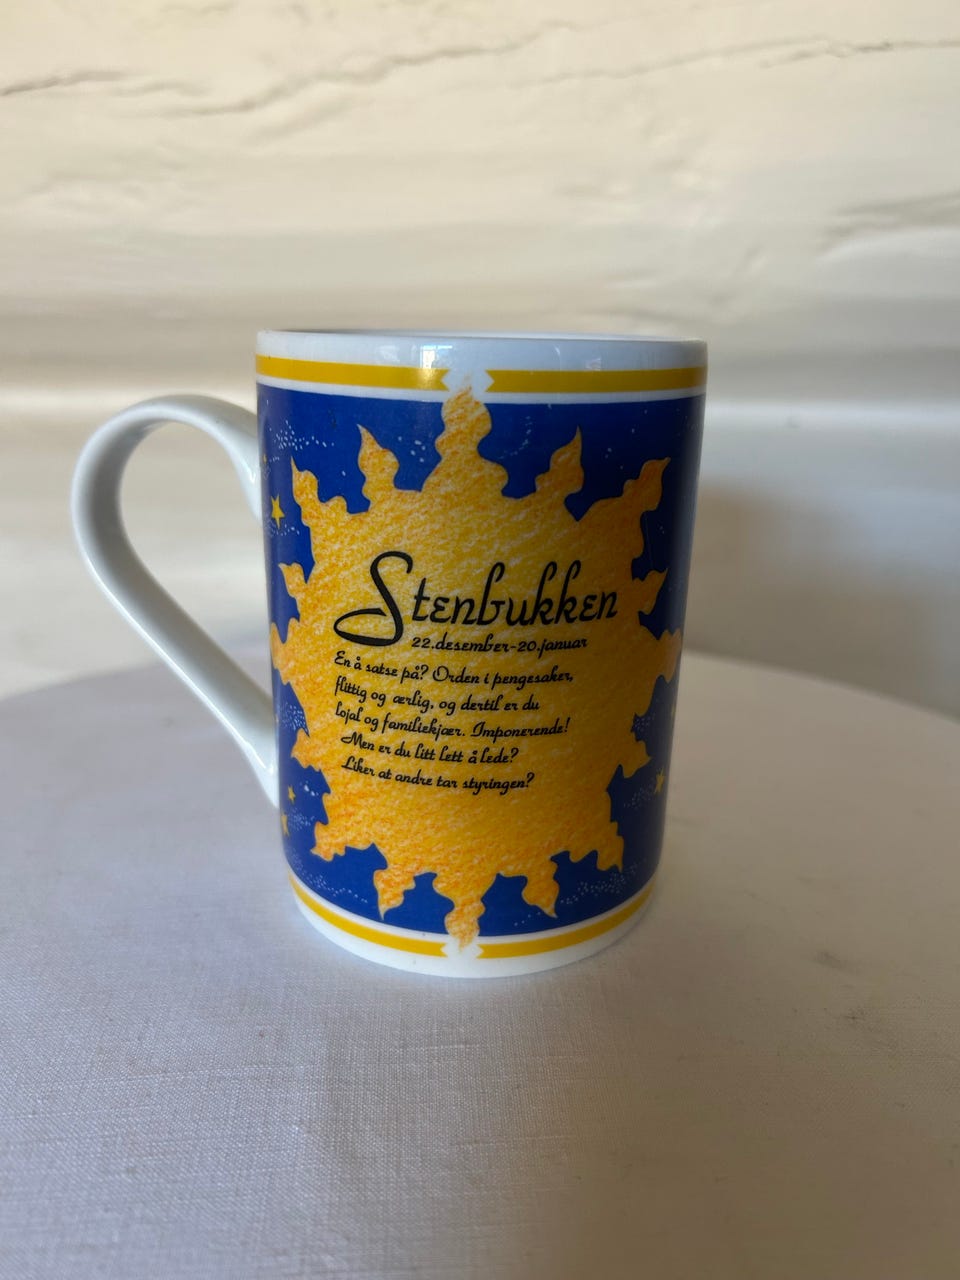 Stenbukken
22.desember-20.januar
En å satse på? Orden i pengesaker,
flittig og ærlig, og dertil er du
lojal og familiekjær. Imponerende!
Men er du litt lett å lede?
Liker at andre tar styringen?